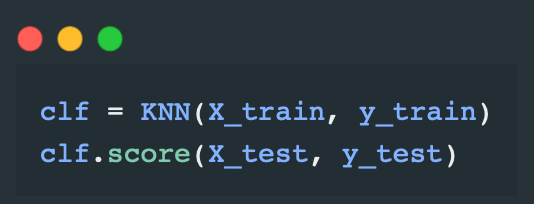 clf = KNN(X_train, y_train)
clf.score(X_test, y_test)